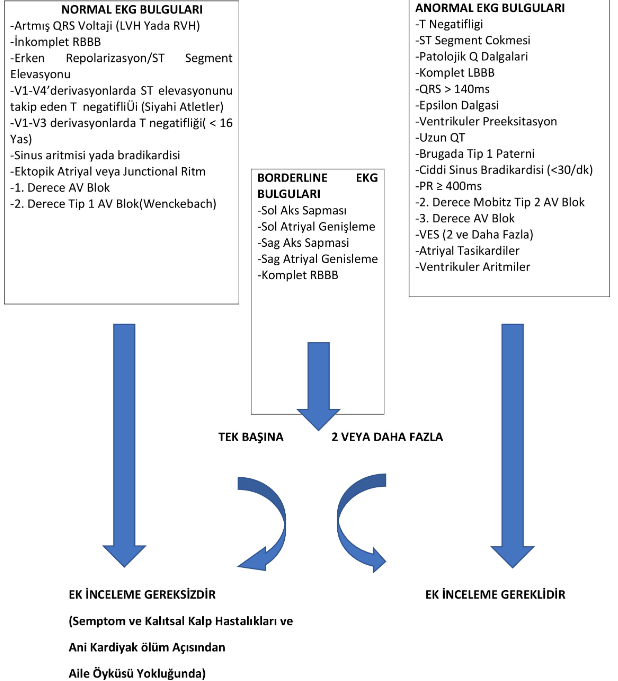 NORMAL EKG BULGULARI
-Artmış QRS Voltaji (LVH Yada RVH)
-İnkomplet RBBB
-Erken Repolarizasyon/ST Segment
Elevasyonu
-V1-V4'derivasyonlarda ST elevasyonunu
takip eden T negatifliÜi (Siyahi Atletler)
-V1-V3 derivasyonlarda T negatifliği( < 16
Yas)
-Sinus aritmisi yada bradikardisi
-Ektopik Atriyal veya Junctional Ritm
-1. Derece AV Blok
-2. Derece Tip 1 AV Blok(Wenckebach)
BORDERLINE EKG
BULGULARI
-Sol Aks Sapması
-Sol Atriyal Genişleme
-Sag Aks Sapmasi
-Sag Atriyal Genisleme
-Komplet RBBB
ANORMAL EKG BULGULARI
-T Negatifligi
-ST Segment Cokmesi
-Patolojik Q Dalgalari
-Komplet LBBB
-QRS > 140ms
-Epsilon Dalgasi
-Ventrikuler Preeksitasyon
-Uzun QT
-Brugada Tip 1 Paterni
-Ciddi Sinus Bradikardisi (<30/dk)
-PR ≥ 400ms
-2. Derece Mobitz Tip 2 AV Blok
-3. Derece AV Blok
-VES (2 ve Daha Fazla)
-Atriyal Tasikardiler
-Ventrikuler Aritmiler
TEK BAŞINA
2 VEYA DAHA FAZLA
EK İNCELEME GEREKSİZDİR
(Semptom ve Kalıtsal Kalp Hastalıkları ve
Ani Kardiyak ölüm Açısından
Aile Öyküsü Yokluğunda)
EK İNCELEME GEREKLİDİR